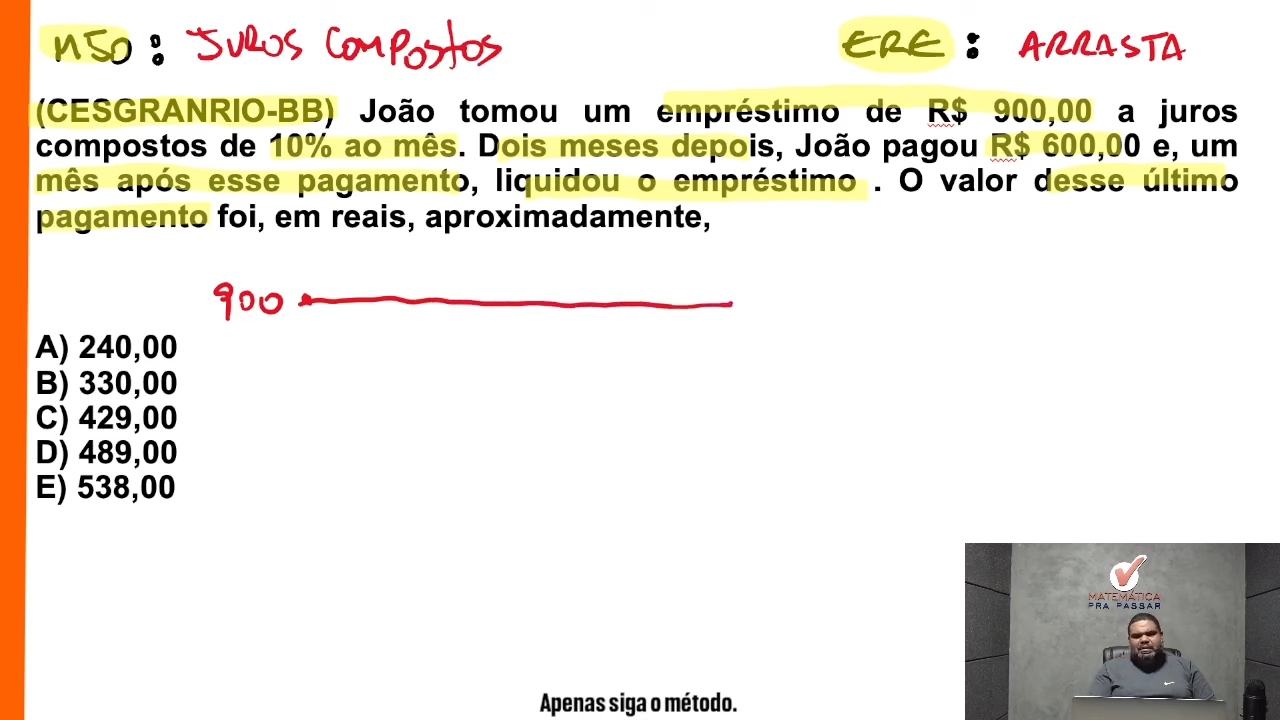 M50 : JUROS COMPOSTOS
ERE : ARRASTA
(CESGRANRIO-BB) João tomou um empréstimo de R$ 900,00 a juros
compostos de 10% ao mês. Dois meses depois, João pagou R$ 600,00 e, um
mês após esse pagamento, liquidou o empréstimo . O valor desse último
pagamento foi, em reais, aproximadamente,
900
A) 240,00
B) 330,00
C) 429,00
D) 489,00
E) 538,00
MATEMÁTICA
PRA PASSAR
Apenas siga o método.